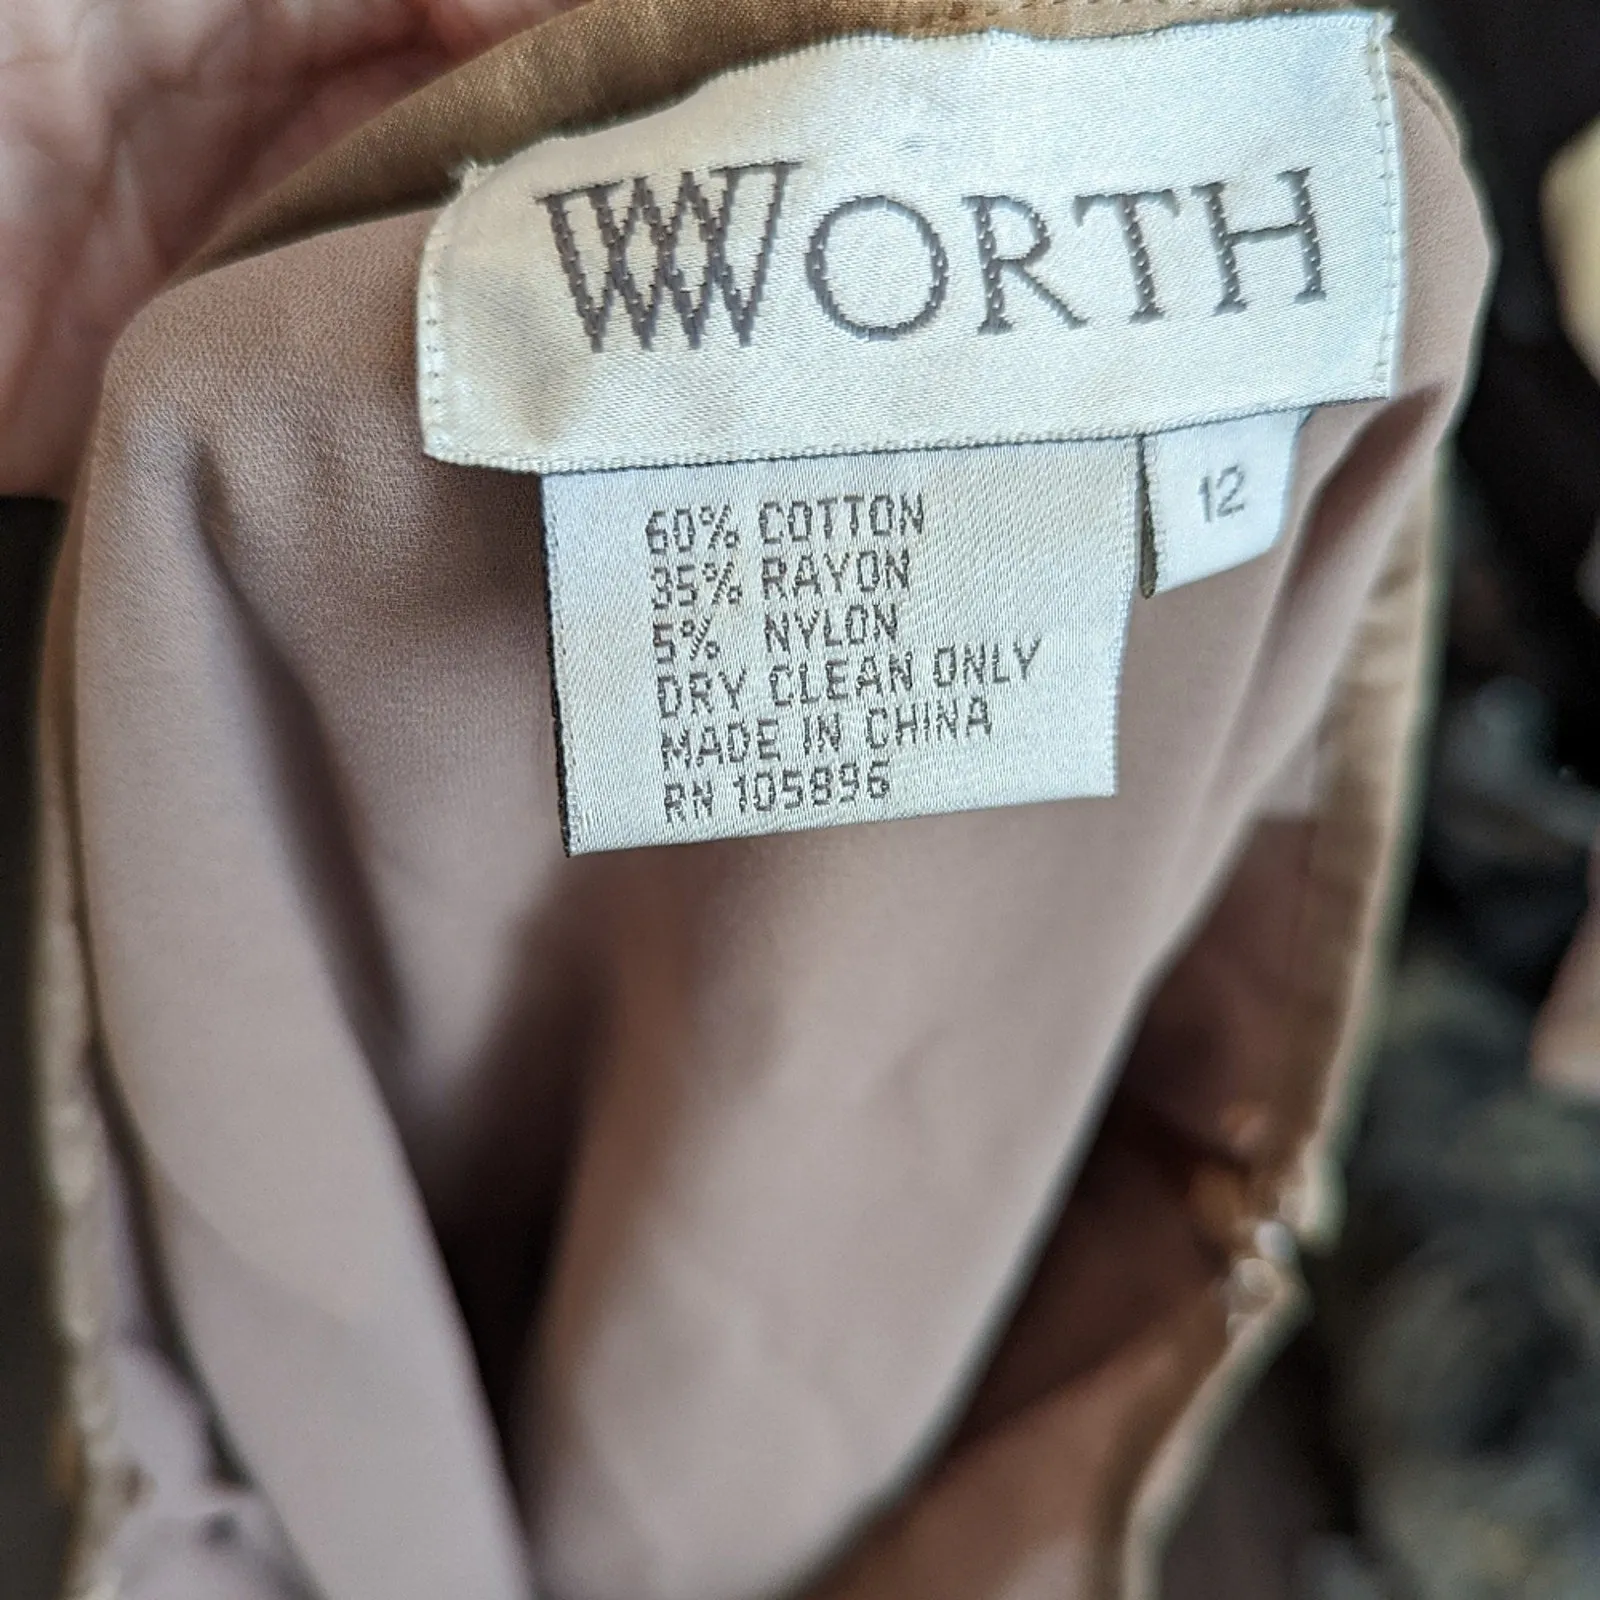 WORTH
12
60% COTTON
35% RAYON
5% NYLON
DRY CLEAN ONLY
MADE IN CHINA
RN 105896